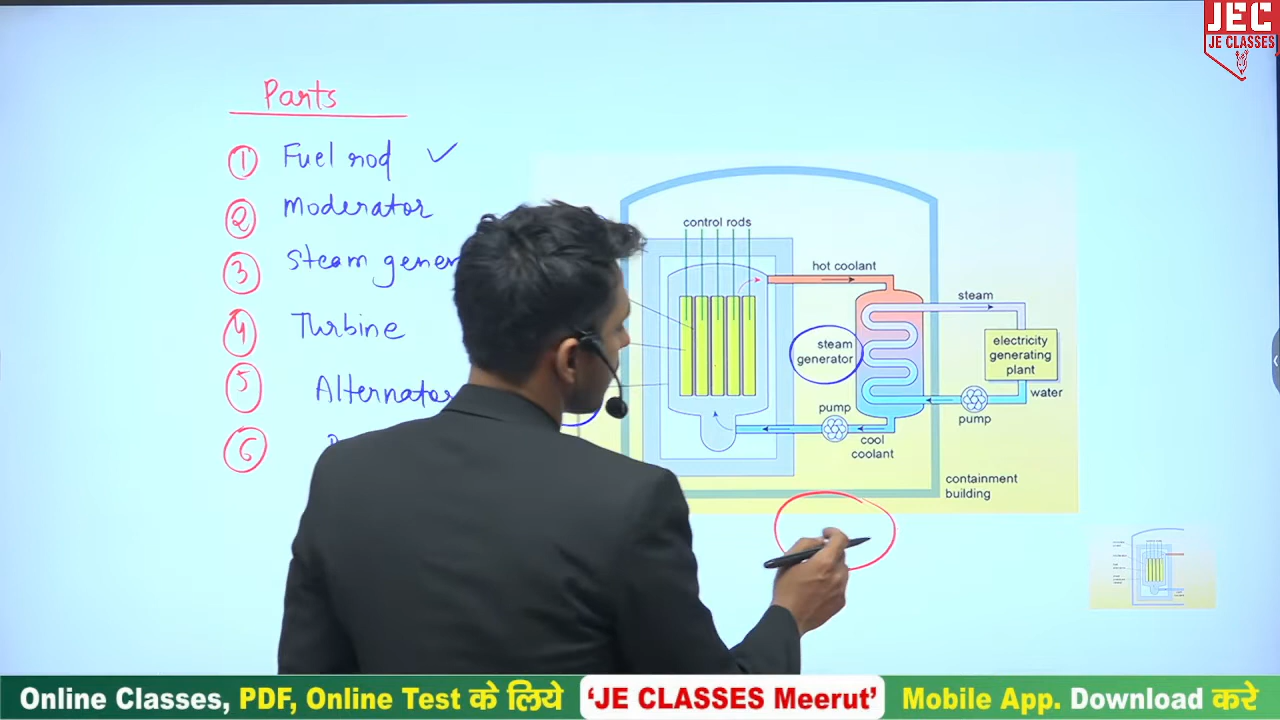 JEC
JE CLASSES
Parts
1 Fuel rod ✓
2 Moderator
3 Steam gener
4 Turbine
5 Alternator
6
control rods
hot coolant
steam
steam
generator
electricity
generating
plant
water
pump
pump
cool
coolant
containment
building
Online Classes, PDF, Online Test के लिये
‘JE CLASSES Meerut’
Mobile App. Download करे